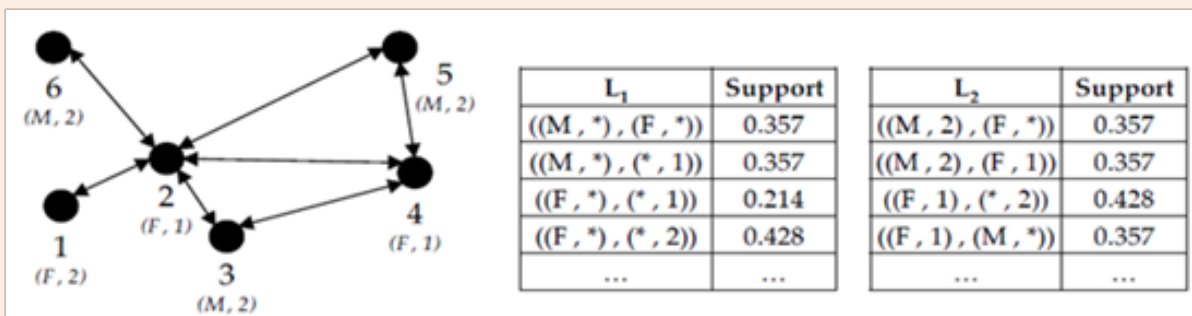 6
(M, 2)
5
(M, 2)
2
(F, 1)
4
(F, 1)
1
(F, 2)
3
(M, 2)
L1 Support
((M , *) , (F , *)) 0.357
((M , *) , (* , 1)) 0.357
((F , *) , (* , 1)) 0.214
((F , *) , (* , 2)) 0.428
... ...
L2 Support
((M , 2) , (F , *)) 0.357
((M , 2) , (F , 1)) 0.357
((F , 1) , (* , 2)) 0.428
((F , 1) , (M , *)) 0.357
... ...